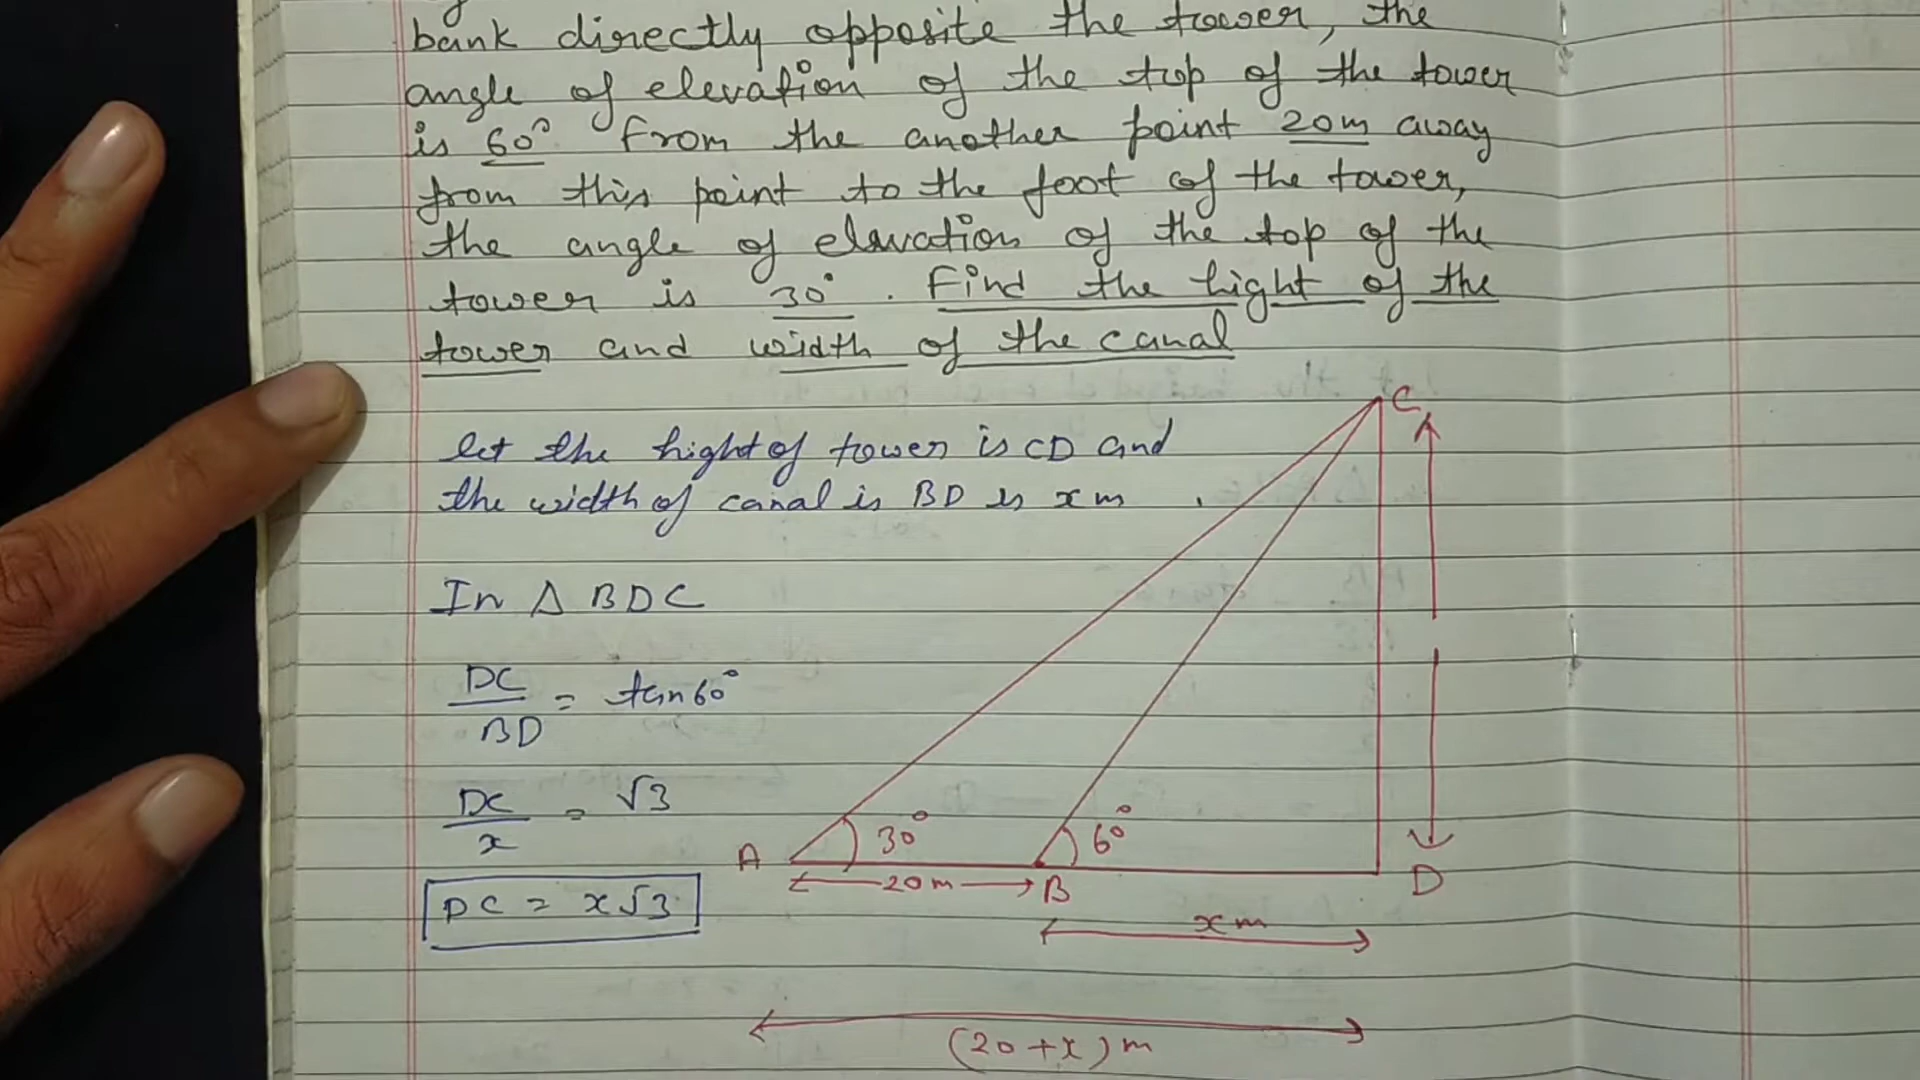 bank directly opposite the tower, the
angle of elevation of the top of the tower
is 60° From the another point 20m away
from this point to the foot of the tower,
the angle of elevation of the top of the
tower is 30°. Find the hight of the
tower and width of the canal
let the hight of tower is CD and
the width of canal is BD is x m
In △ BDC
DC/BD = tan60°
DC/x = √3
DC = x√3
C
A 30° 60°
20m B D
x m
(20+x) m